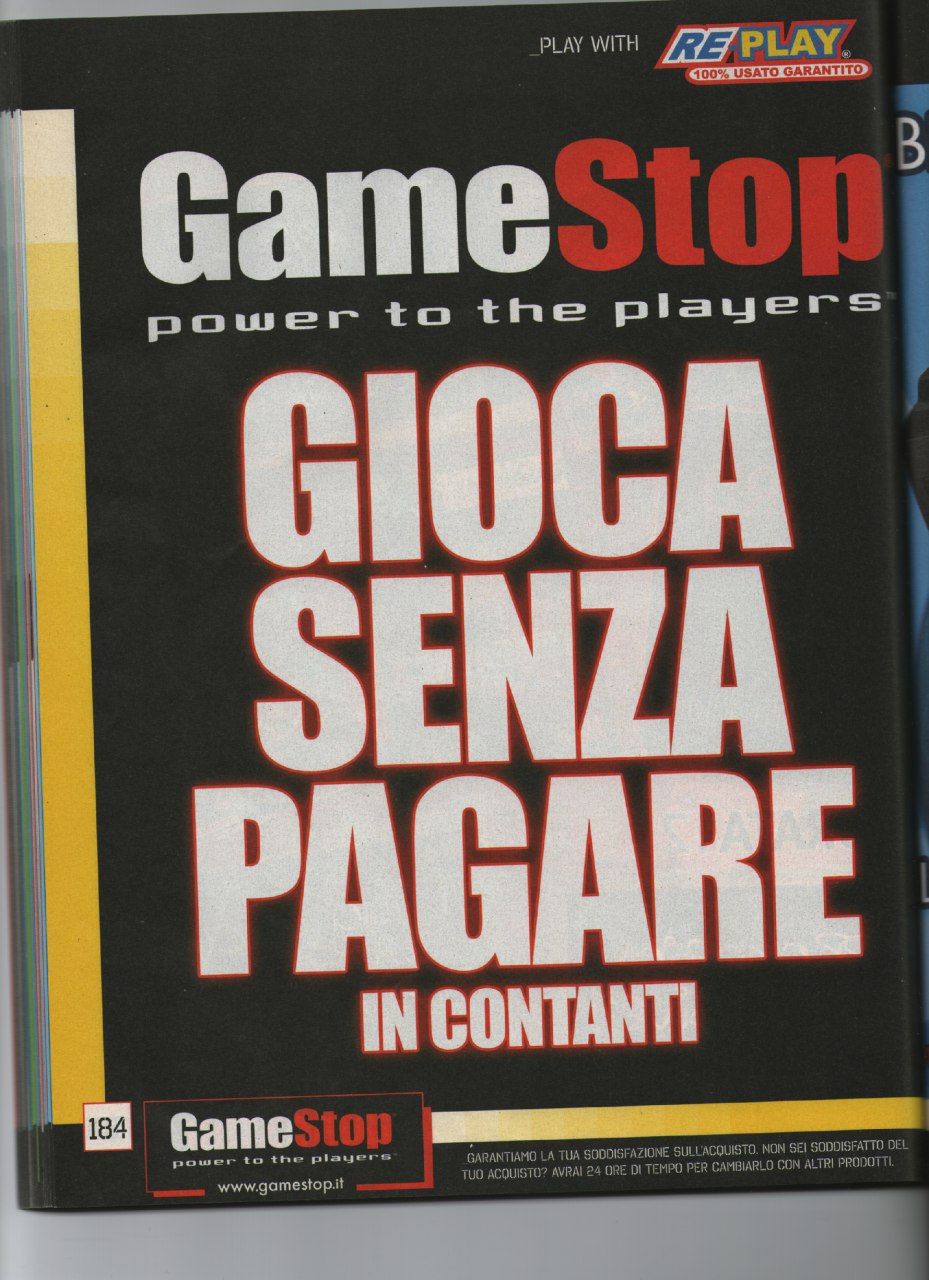 _PLAY WITH
REPLAY®
100% USATO GARANTITO
GameStop
power to the players™
GIOCA
SENZA
PAGARE
IN CONTANTI
184
GameStop
power to the players
www.gamestop.it
GARANTIAMO LA TUA SODDISFAZIONE SULL'ACQUISTO. NON SEI SODDISFATTO DEL
TUO ACQUISTO? AVRAI 24 ORE DI TEMPO PER CAMBIARLO CON ALTRI PRODOTTI.